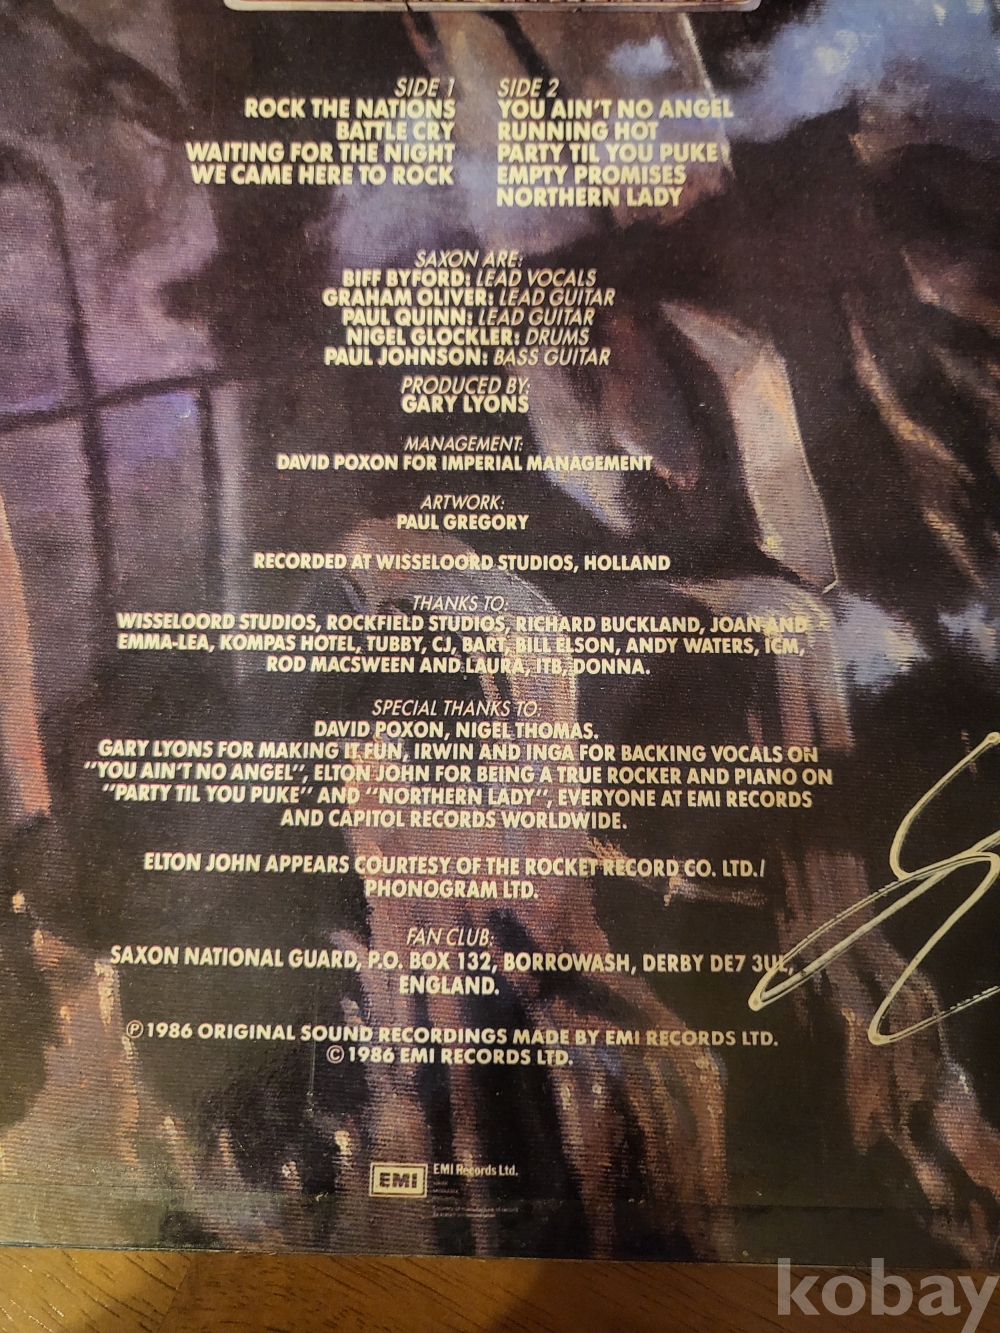 SIDE 1
ROCK THE NATIONS
BATTLE CRY
WAITING FOR THE NIGHT
WE CAME HERE TO ROCK
SIDE 2
YOU AIN'T NO ANGEL
RUNNING HOT
PARTY TIL YOU PUKE
EMPTY PROMISES
NORTHERN LADY
SAXON ARE:
BIFF BYFORD: LEAD VOCALS
GRAHAM OLIVER: LEAD GUITAR
PAUL QUINN: LEAD GUITAR
NIGEL GLOCKLER: DRUMS
PAUL JOHNSON: BASS GUITAR
PRODUCED BY:
GARY LYONS
MANAGEMENT:
DAVID POXON FOR IMPERIAL MANAGEMENT
ARTWORK:
PAUL GREGORY
RECORDED AT WISSELOORD STUDIOS, HOLLAND
THANKS TO:
WISSELOORD STUDIOS, ROCKFIELD STUDIOS, RICHARD BUCKLAND, JOAN AND
EMMA-LEA, KOMPAS HOTEL, TUBBY, CJ, BART, BILL ELSON, ANDY WATERS, ICM,
ROD MACSWEEN AND LAURA, ITB, DONNA.
SPECIAL THANKS TO:
DAVID POXON, NIGEL THOMAS.
GARY LYONS FOR MAKING IT FUN, IRWIN AND INGA FOR BACKING VOCALS ON
"YOU AIN'T NO ANGEL", ELTON JOHN FOR BEING A TRUE ROCKER AND PIANO ON
"PARTY TIL YOU PUKE" AND "NORTHERN LADY", EVERYONE AT EMI RECORDS
AND CAPITOL RECORDS WORLDWIDE.
ELTON JOHN APPEARS COURTESY OF THE ROCKET RECORD CO. LTD./
PHONOGRAM LTD.
FAN CLUB:
SAXON NATIONAL GUARD, P.O. BOX 132, BORROWASH, DERBY DE7 3UL,
ENGLAND.
℗ 1986 ORIGINAL SOUND RECORDINGS MADE BY EMI RECORDS LTD.
© 1986 EMI RECORDS LTD.
EMI
EMI Records Ltd.
kobay